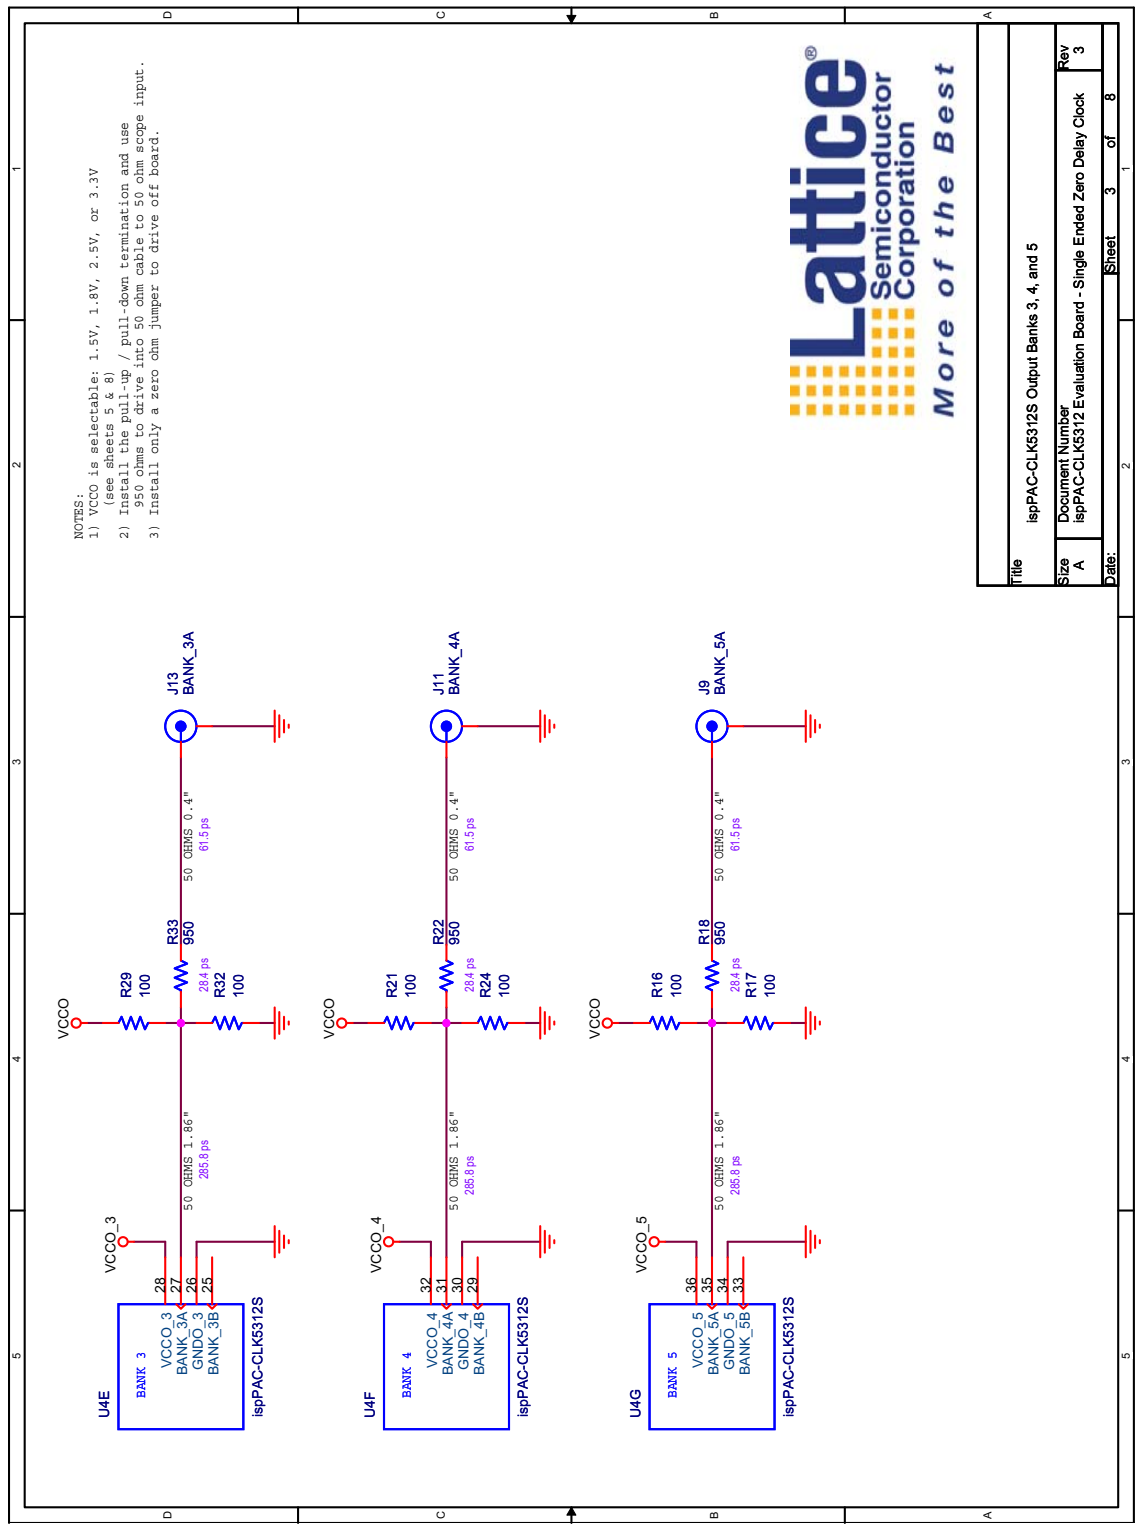 5
4
3
2
1
D
C
B
A
NOTES:
1) VCCO is selectable: 1.5V, 1.8V, 2.5V, or 3.3V
(see sheets 5 & 8)
2) Install the pull-up / pull-down termination and use
950 ohms to drive into 50 ohm cable to 50 ohm scope input.
3) Install only a zero ohm jumper to drive off board.
U4E
BANK 3
VCCO_3
BANK_3A
GNDO_3
BANK_3B
28
27
26
25
ispPAC-CLK5312S
VCCO_3
50 OHMS 1.86"
285.8 ps
VCCO
R29
100
R32
100
28.4 ps
R33
950
50 OHMS 0.4"
61.5 ps
J13
BANK_3A
U4F
BANK 4
VCCO_4
BANK_4A
GNDO_4
BANK_4B
32
31
30
29
ispPAC-CLK5312S
VCCO_4
50 OHMS 1.86"
285.8 ps
VCCO
R21
100
R24
100
28.4 ps
R22
950
50 OHMS 0.4"
61.5 ps
J11
BANK_4A
U4G
BANK 5
VCCO_5
BANK_5A
GNDO_5
BANK_5B
36
35
34
33
ispPAC-CLK5312S
VCCO_5
50 OHMS 1.86"
285.8 ps
VCCO
R16
100
R17
100
28.4 ps
R18
950
50 OHMS 0.4"
61.5 ps
J9
BANK_5A
Lattice®
Semiconductor
Corporation
More of the Best
Title
ispPAC-CLK5312S Output Banks 3, 4, and 5
Size
A
Document Number
ispPAC-CLK5312 Evaluation Board - Single Ended Zero Delay Clock
Rev
3
Date:
Sheet 3 of 8
5
4
3
2
1
D
C
B
A